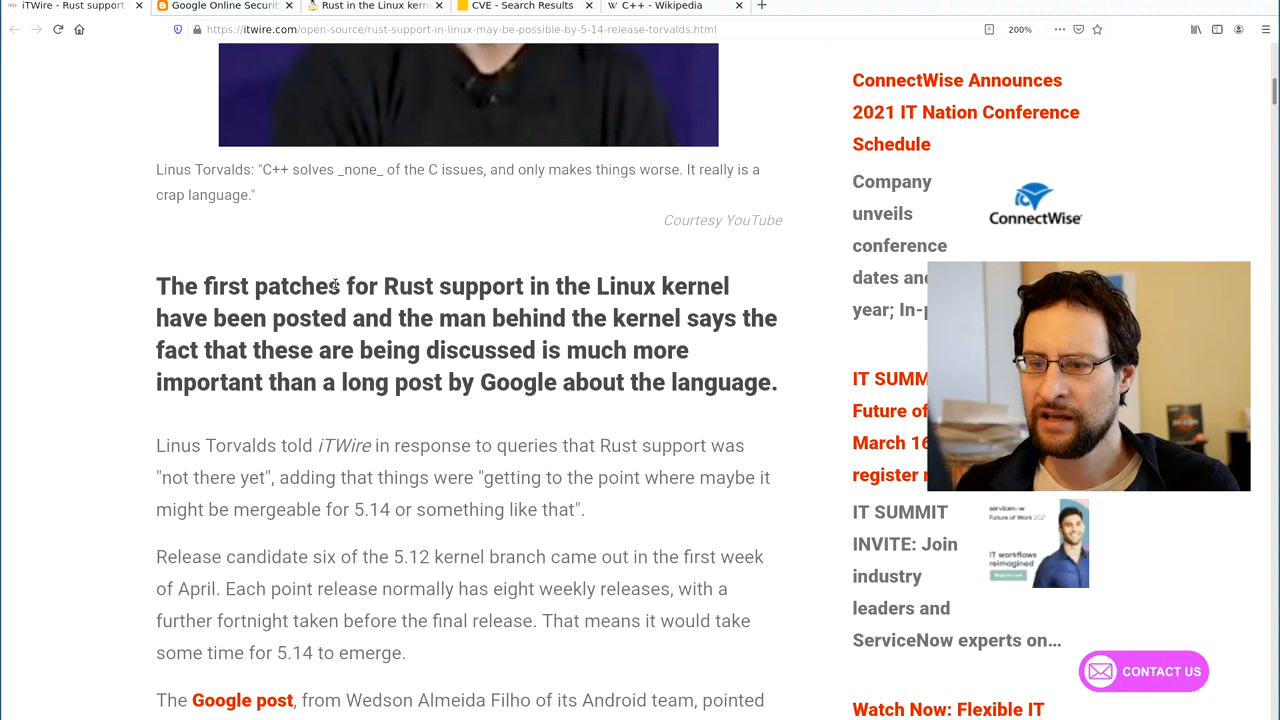 iTWire - Rust support
Google Online Securit
Rust in the Linux kern
CVE - Search Results
C++ - Wikipedia
https://itwire.com/open-source/rust-support-in-linux-may-be-possible-by-5-14-release-torvalds.html
200%
Linus Torvalds: "C++ solves _none_ of the C issues, and only makes things worse. It really is a
crap language."
Courtesy YouTube
The first patches for Rust support in the Linux kernel
have been posted and the man behind the kernel says the
fact that these are being discussed is much more
important than a long post by Google about the language.
Linus Torvalds told iTWire in response to queries that Rust support was
"not there yet", adding that things were "getting to the point where maybe it
might be mergeable for 5.14 or something like that".
Release candidate six of the 5.12 kernel branch came out in the first week
of April. Each point release normally has eight weekly releases, with a
further fortnight taken before the final release. That means it would take
some time for 5.14 to emerge.
The Google post, from Wedson Almeida Filho of its Android team, pointed
ConnectWise Announces
2021 IT Nation Conference
Schedule
Company
unveils
conference
dates and
year; In-p
ConnectWise
IT SUMM
Future of
March 16
register
IT SUMMIT
INVITE: Join
industry
leaders and
ServiceNow experts on…
servicenow
Future of Work 2021
IT workflows
reimagined
CONTACT US
Watch Now: Flexible IT